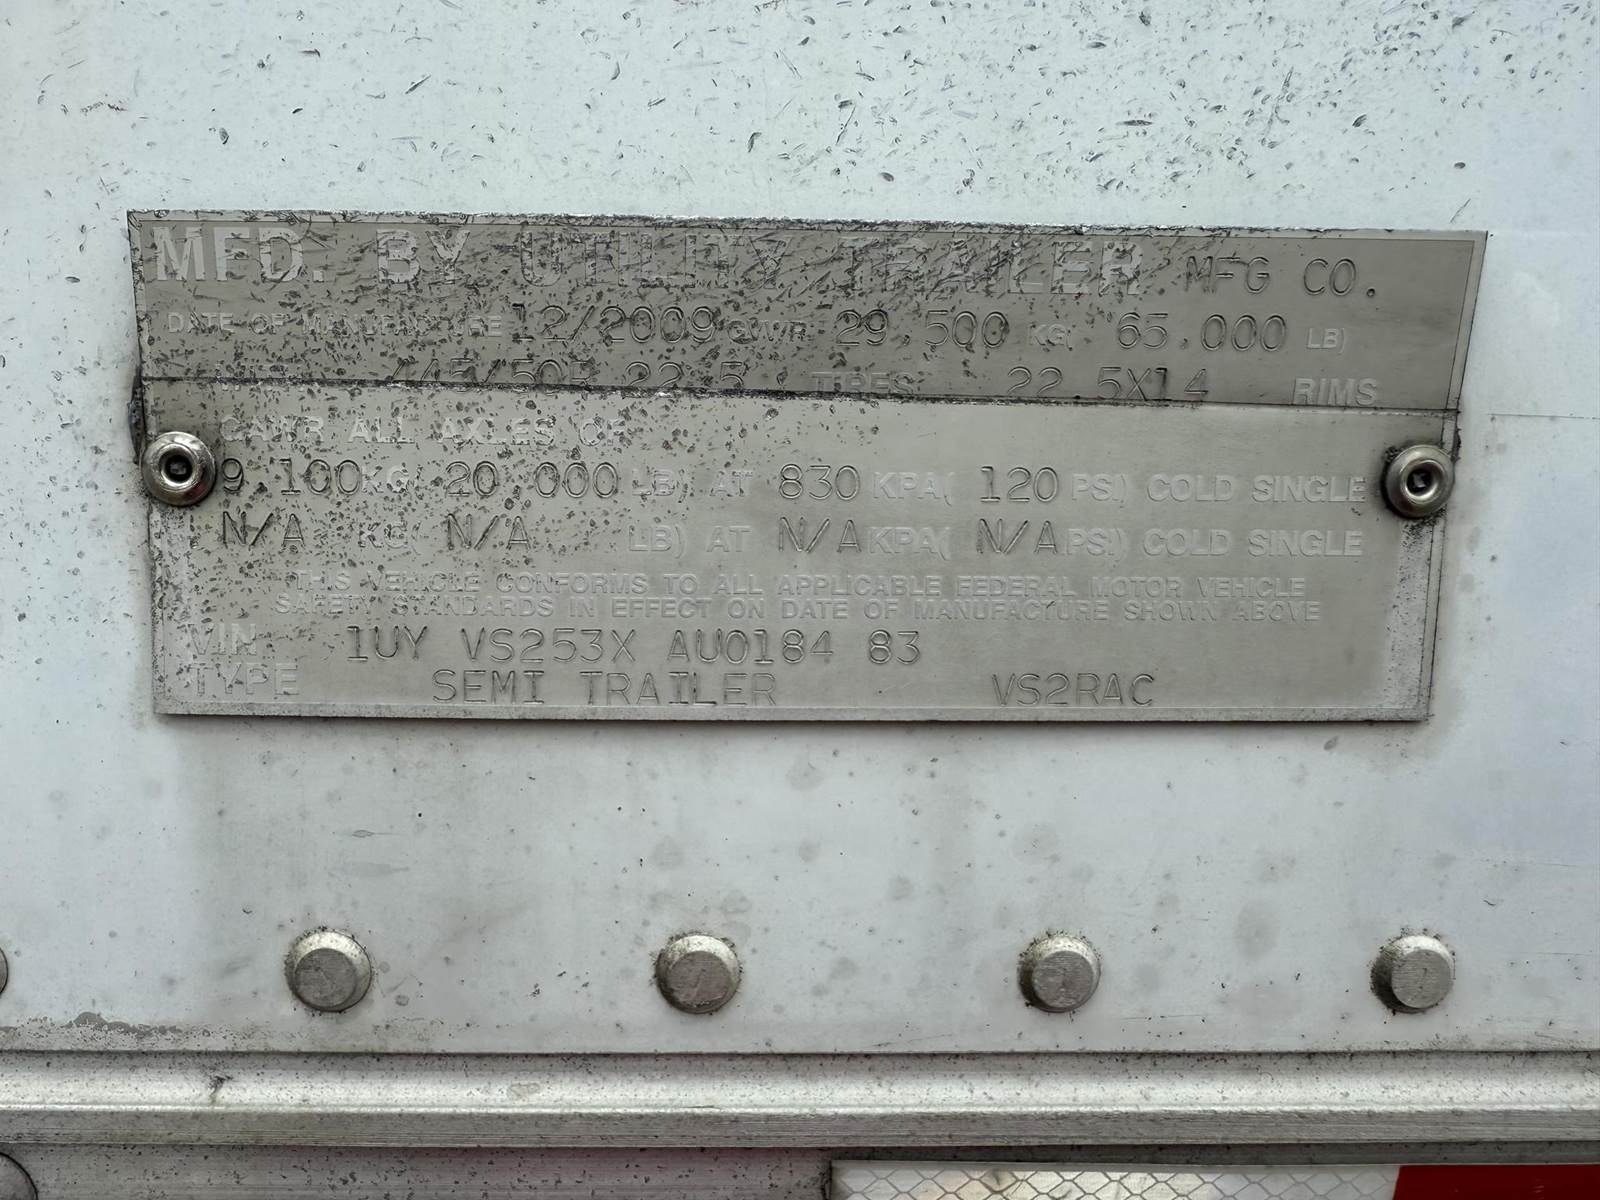 MFD. BY UTILITY TRAILER MFG CO.
DATE OF MANUFACTURE 12/2009 GVWR 29,500 KG( 65,000 LB)
445/50R 22.5 TIRES 22.5X14 RIMS
GAWR ALL AXLES OF
9,100 KG( 20,000 LB) AT 830 KPA( 120 PSI) COLD SINGLE
N/A KG( N/A LB) AT N/A KPA( N/A PSI) COLD SINGLE
THIS VEHICLE CONFORMS TO ALL APPLICABLE FEDERAL MOTOR VEHICLE
SAFETY STANDARDS IN EFFECT ON DATE OF MANUFACTURE SHOWN ABOVE
VIN 1UY VS253X AU0184 83
TYPE SEMI TRAILER VS2RAC